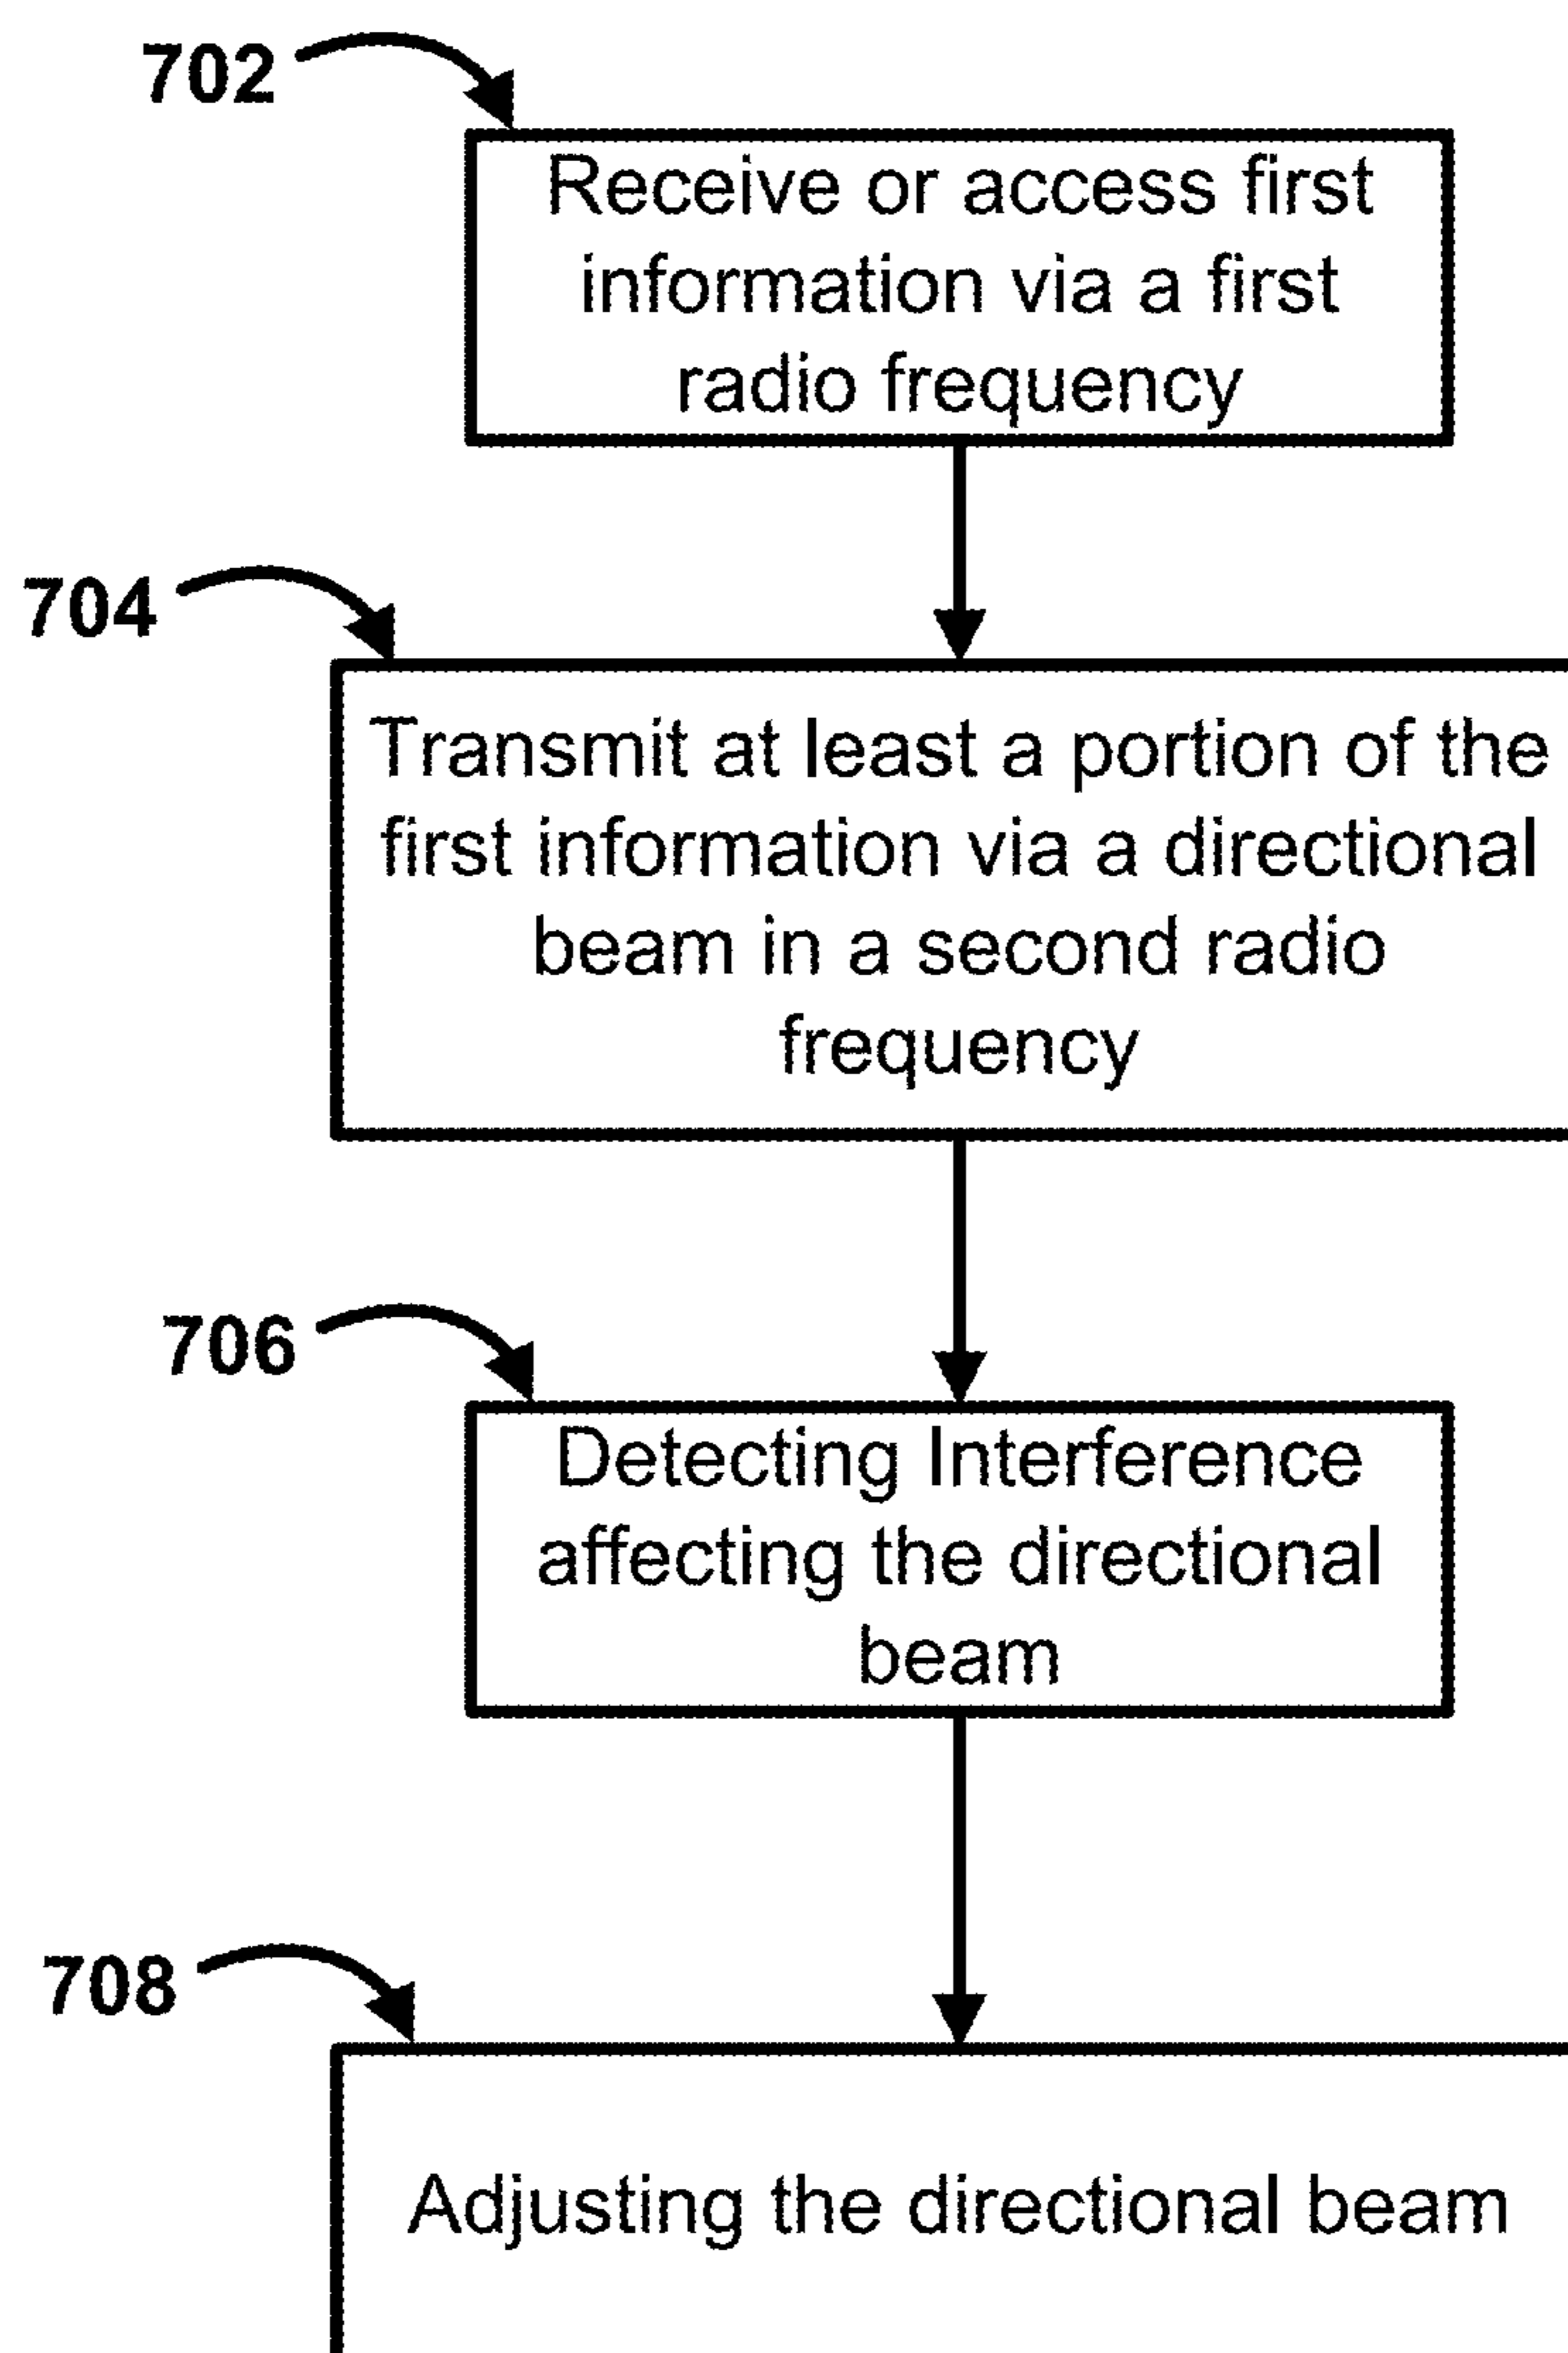 702
Receive or access first
information via a first
radio frequency
704
Transmit at least a portion of the
first information via a directional
beam in a second radio
frequency
706
Detecting Interference
affecting the directional
beam
708
Adjusting the directional beam